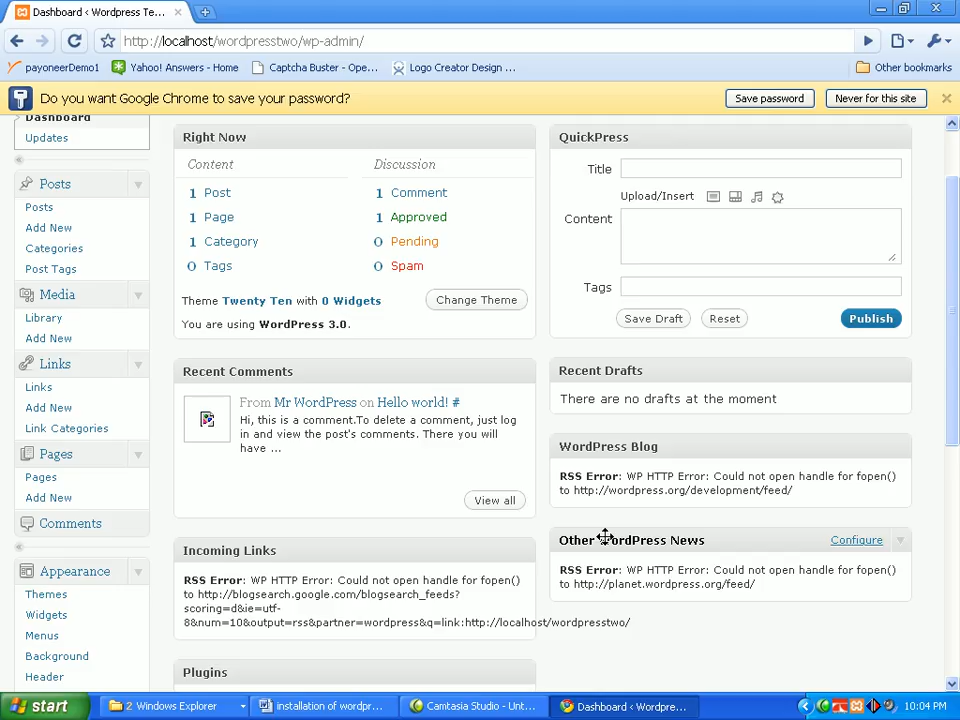 Dashboard ‹ Wordpress Te...
http://localhost/wordpresstwo/wp-admin/
payoneerDemo1
Yahoo! Answers - Home
Captcha Buster - Ope...
Logo Creator Design ...
Other bookmarks
Do you want Google Chrome to save your password?
Save password
Never for this site
Dashboard
Updates
Posts
Posts
Add New
Categories
Post Tags
Media
Library
Add New
Links
Links
Add New
Link Categories
Pages
Pages
Add New
Comments
Appearance
Themes
Widgets
Menus
Background
Header
Right Now
Content
Discussion
1 Post
1 Comment
1 Page
1 Approved
1 Category
0 Pending
0 Tags
0 Spam
Theme Twenty Ten with 0 Widgets
Change Theme
You are using WordPress 3.0.
Recent Comments
From Mr WordPress on Hello world! #
Hi, this is a comment.To delete a comment, just log
in and view the post's comments. There you will
have ...
View all
Incoming Links
RSS Error: WP HTTP Error: Could not open handle for fopen()
to http://blogsearch.google.com/blogsearch_feeds?
scoring=d&ie=utf-
8&num=10&output=rss&partner=wordpress&q=link:http://localhost/wordpresstwo/
Plugins
QuickPress
Title
Upload/Insert
Content
Tags
Save Draft
Reset
Publish
Recent Drafts
There are no drafts at the moment
WordPress Blog
RSS Error: WP HTTP Error: Could not open handle for fopen()
to http://wordpress.org/development/feed/
Other WordPress News
Configure
RSS Error: WP HTTP Error: Could not open handle for fopen()
to http://planet.wordpress.org/feed/
start
2 Windows Explorer
installation of wordpr...
Camtasia Studio - Unt...
Dashboard ‹ Wordpre...
10:04 PM